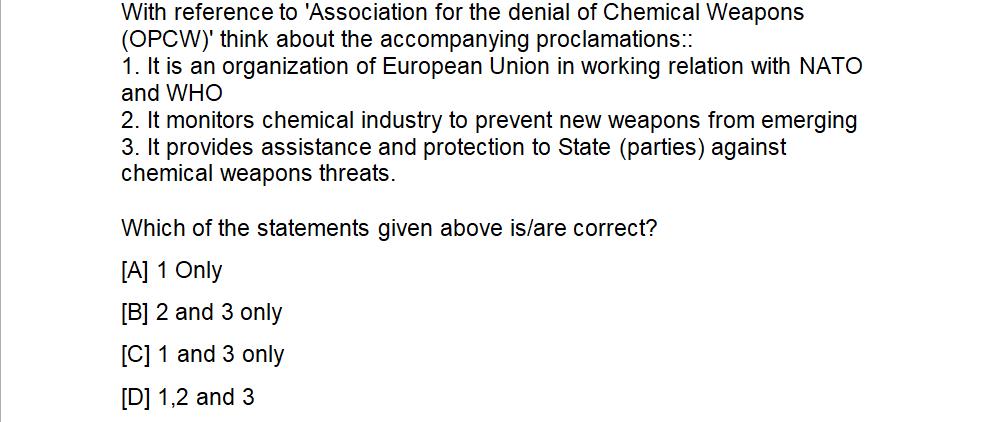 With reference to 'Association for the denial of Chemical Weapons
(OPCW)' think about the accompanying proclamations::
1. It is an organization of European Union in working relation with NATO
and WHO
2. It monitors chemical industry to prevent new weapons from emerging
3. It provides assistance and protection to State (parties) against
chemical weapons threats.
Which of the statements given above is/are correct?
[A] 1 Only
[B] 2 and 3 only
[C] 1 and 3 only
[D] 1,2 and 3